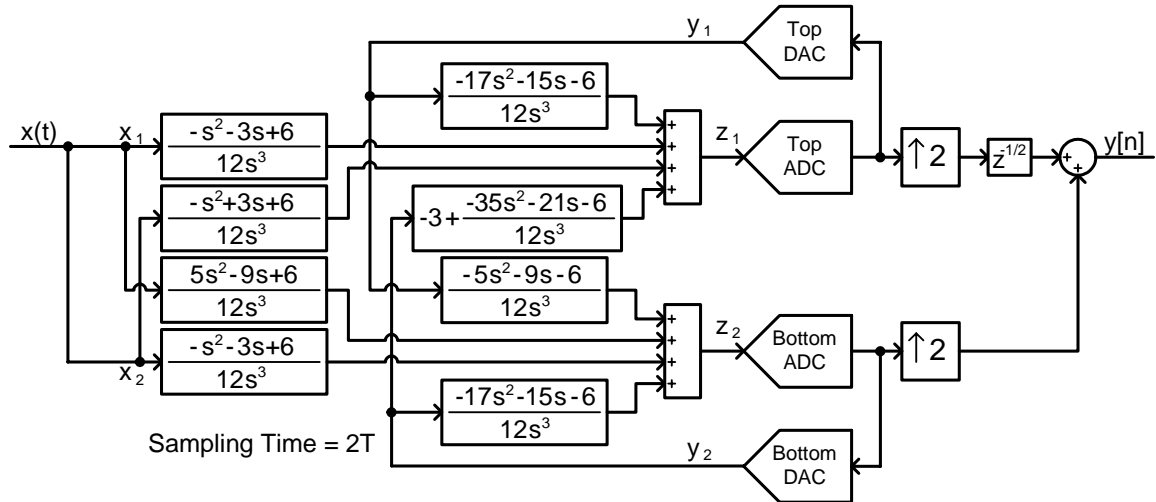 y₁
Top
DAC
-17s²-15s-6
12s³
x(t)
x₁
-s²-3s+6
12s³
+
+
+
+
z₁
Top
ADC
↑2
z^-1/2
+
+
y[n]
-s²+3s+6
12s³
-3+
-35s²-21s-6
12s³
5s²-9s+6
12s³
-5s²-9s-6
12s³
x₂
-s²-3s+6
12s³
+
+
+
+
z₂
Bottom
ADC
↑2
-17s²-15s-6
12s³
Sampling Time = 2T
y₂
Bottom
DAC